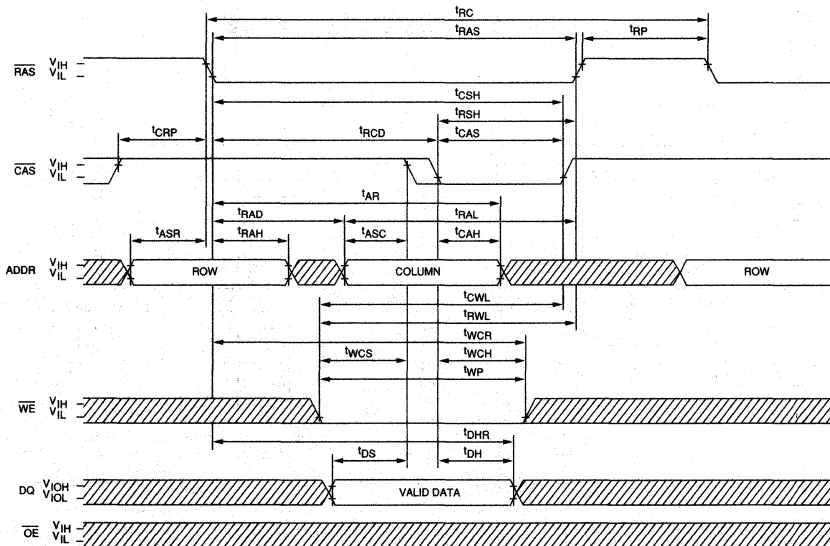 tRC
tRAS
tRP
RAS VIH
VIL
tCSH
tRSH
tCRP
tRCD
tCAS
CAS VIH
VIL
tAR
tRAD
tRAL
tASR
tRAH
tASC
tCAH
ADDR VIH
VIL
ROW
COLUMN
ROW
tCWL
tRWL
tWCR
tWCS
tWCH
tWP
WE VIH
VIL
tDHR
tDS
tDH
DQ VIOH
VIOL
VALID DATA
OE VIH
VIL